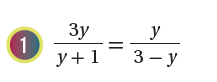 1 3y/(y + 1) = y/(3 − y)